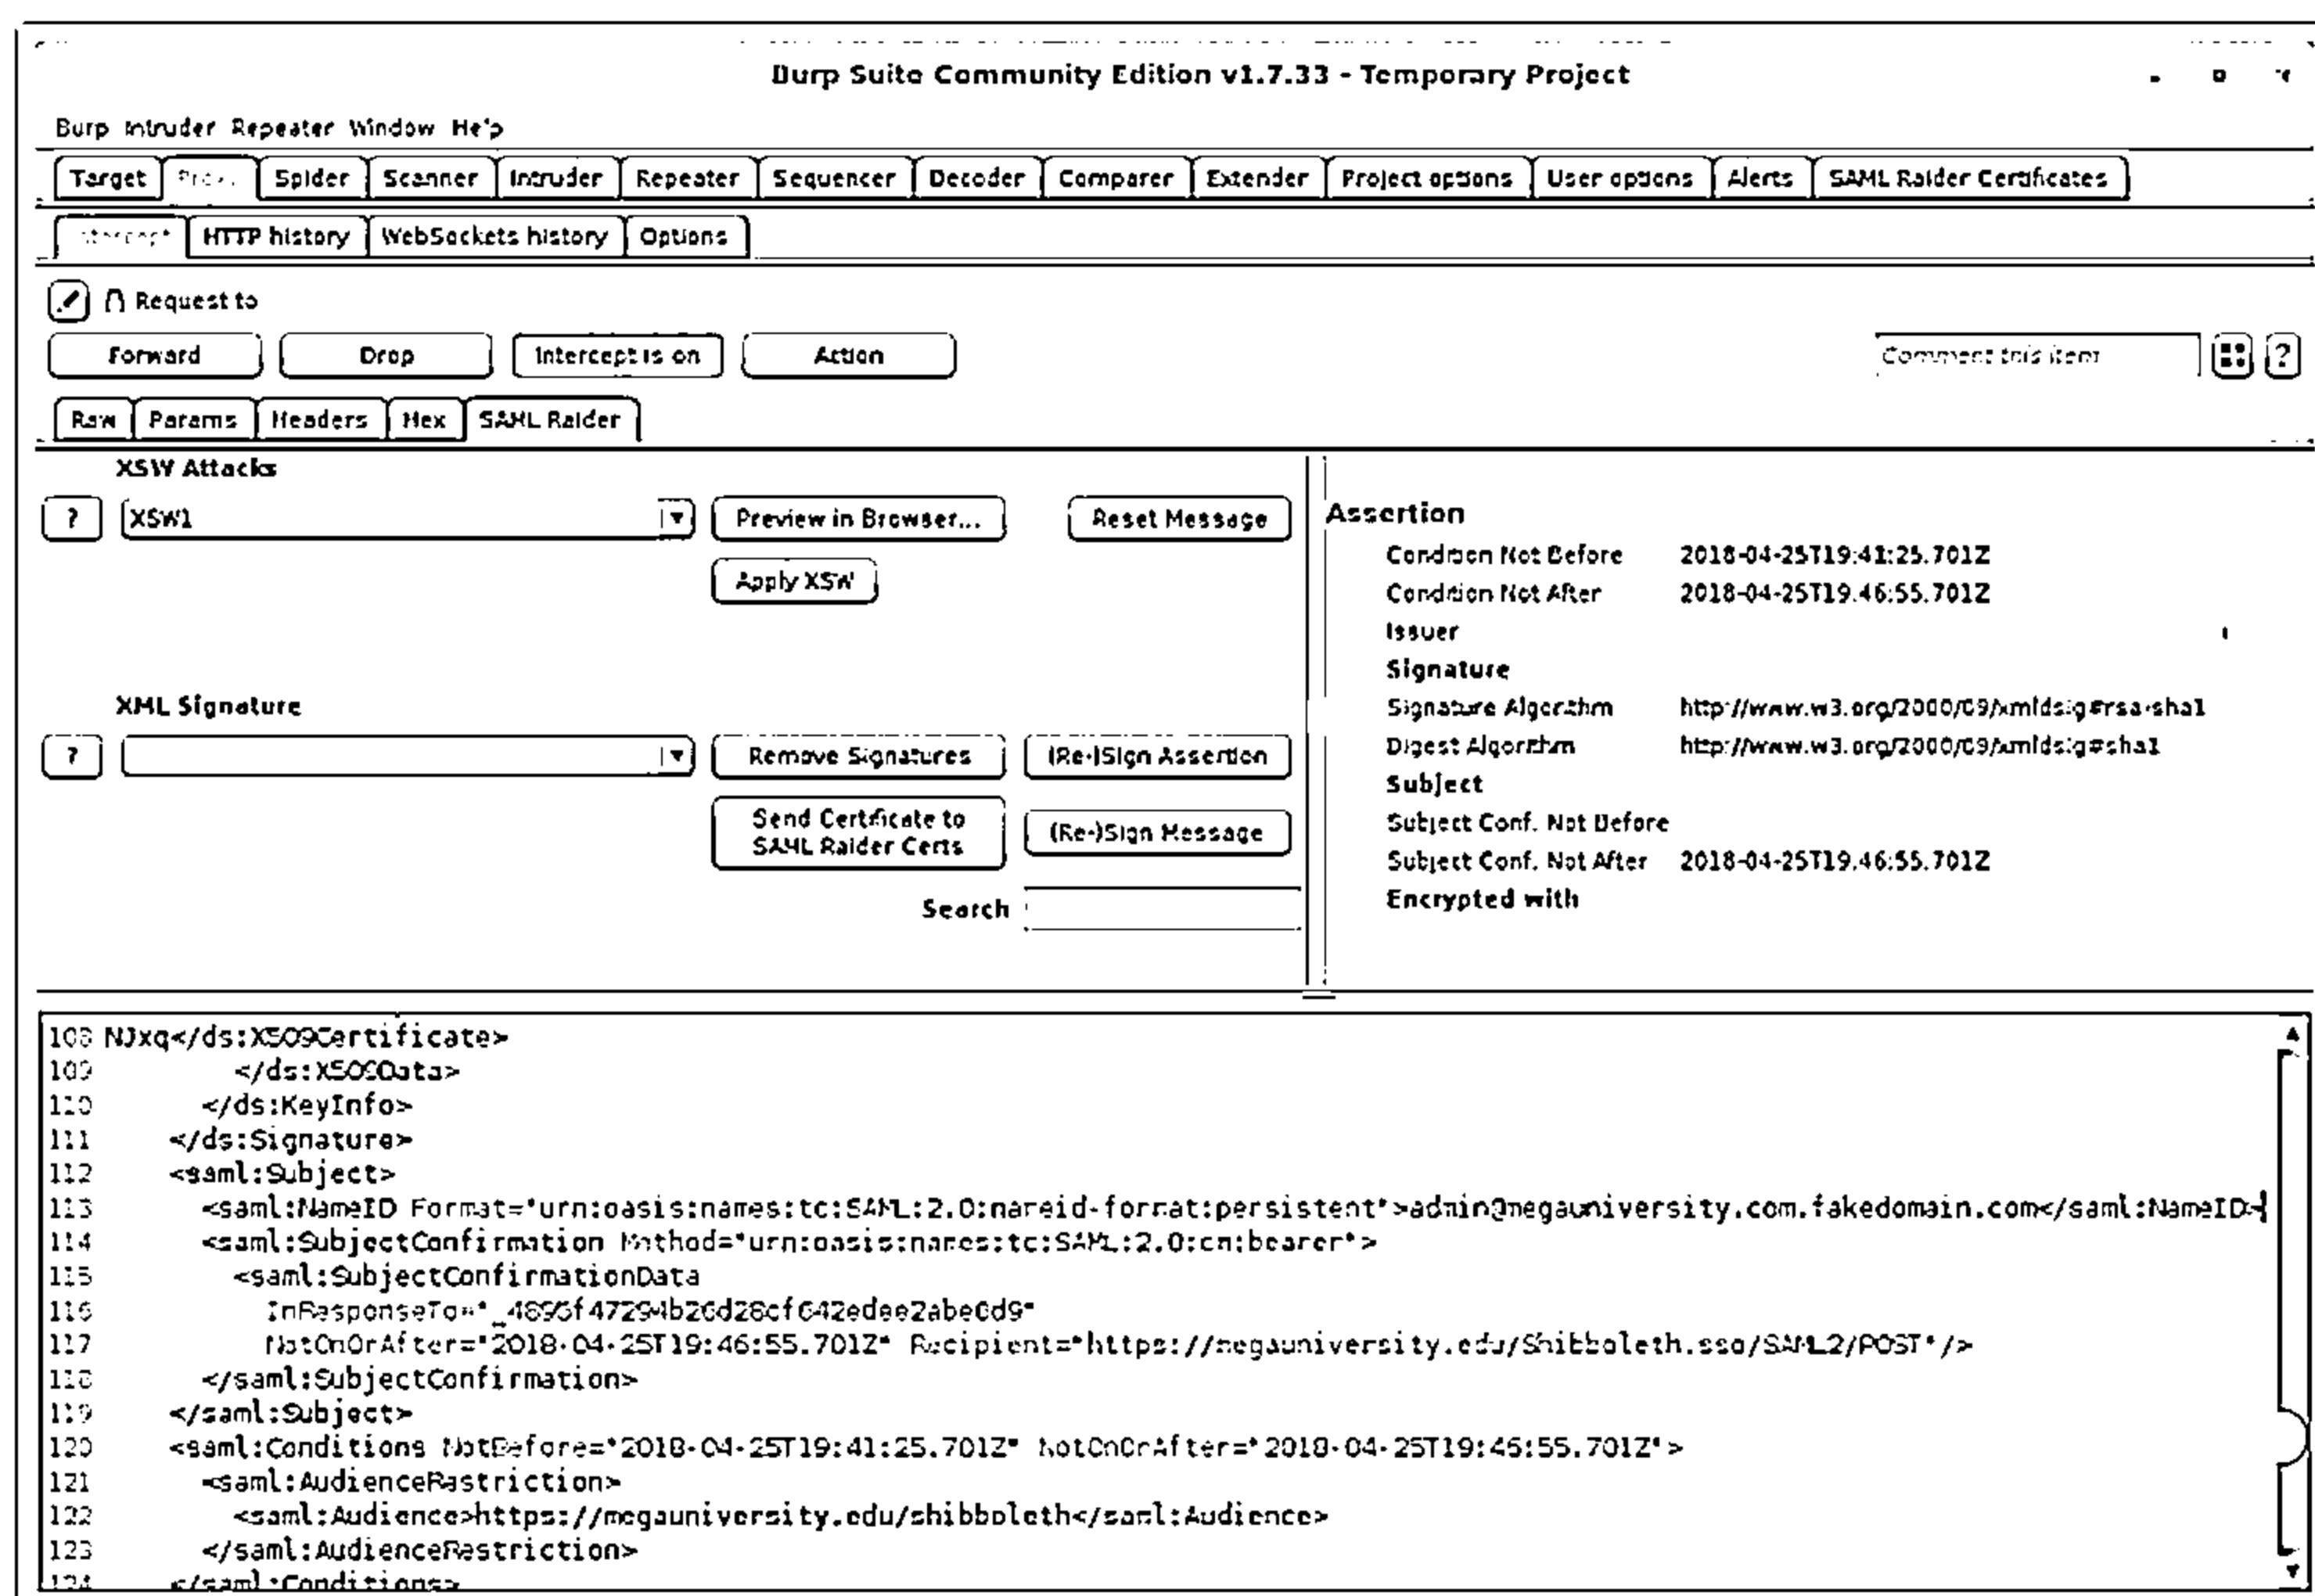 Burp Suite Community Edition v1.7.33 - Temporary Project
Burp Intruder Repeater Window Help
Target Proxy Spider Scanner Intruder Repeater Sequencer Decoder Comparer Extender Project options User options Alerts SAML Raider Certificates
Intercept HTTP history WebSockets history Options
Request to
Forward Drop Intercept is on Action Comment this item ?
Raw Params Headers Hex SAML Raider
XSW Attacks
? XSW1 Preview in Browser... Reset Message
Apply XSW
XML Signature
? Remove Signatures (Re-)Sign Assertion
Send Certificate to
SAML Raider Certs
(Re-)Sign Message
Search
Assertion
Condition Not Before 2018-04-25T19:41:25.701Z
Condition Not After 2018-04-25T19:46:55.701Z
Issuer
Signature
Signature Algorithm http://www.w3.org/2000/09/xmldsig#rsa-sha1
Digest Algorithm http://www.w3.org/2000/09/xmldsig#sha1
Subject
Subject Conf. Not Before
Subject Conf. Not After 2018-04-25T19:46:55.701Z
Encrypted with
108 NJxq</ds:X509Certificate>
109 </ds:X509Data>
110 </ds:KeyInfo>
111 </ds:Signature>
112 <saml:Subject>
113 <saml:NameID Format="urn:oasis:names:tc:SAML:2.0:nameid-format:persistent">admin@megauniversity.com.fakedomain.com</saml:NameID>
114 <saml:SubjectConfirmation Method="urn:oasis:names:tc:SAML:2.0:cm:bearer">
115 <saml:SubjectConfirmationData
116 InResponseTo=
117 NotOnOrAfter="2018-04-25T19:46:55.701Z" Recipient="https://megauniversity.edu/Shibboleth.sso/SAML2/POST"/>
118 </saml:SubjectConfirmation>
119 </saml:Subject>
120 <saml:Conditions NotBefore="2018-04-25T19:41:25.701Z" NotOnOrAfter="2018-04-25T19:46:55.701Z">
121 <saml:AudienceRestriction>
122 <saml:Audience>https://megauniversity.edu/shibboleth</saml:Audience>
123 </saml:AudienceRestriction>
124 </saml:Conditions>